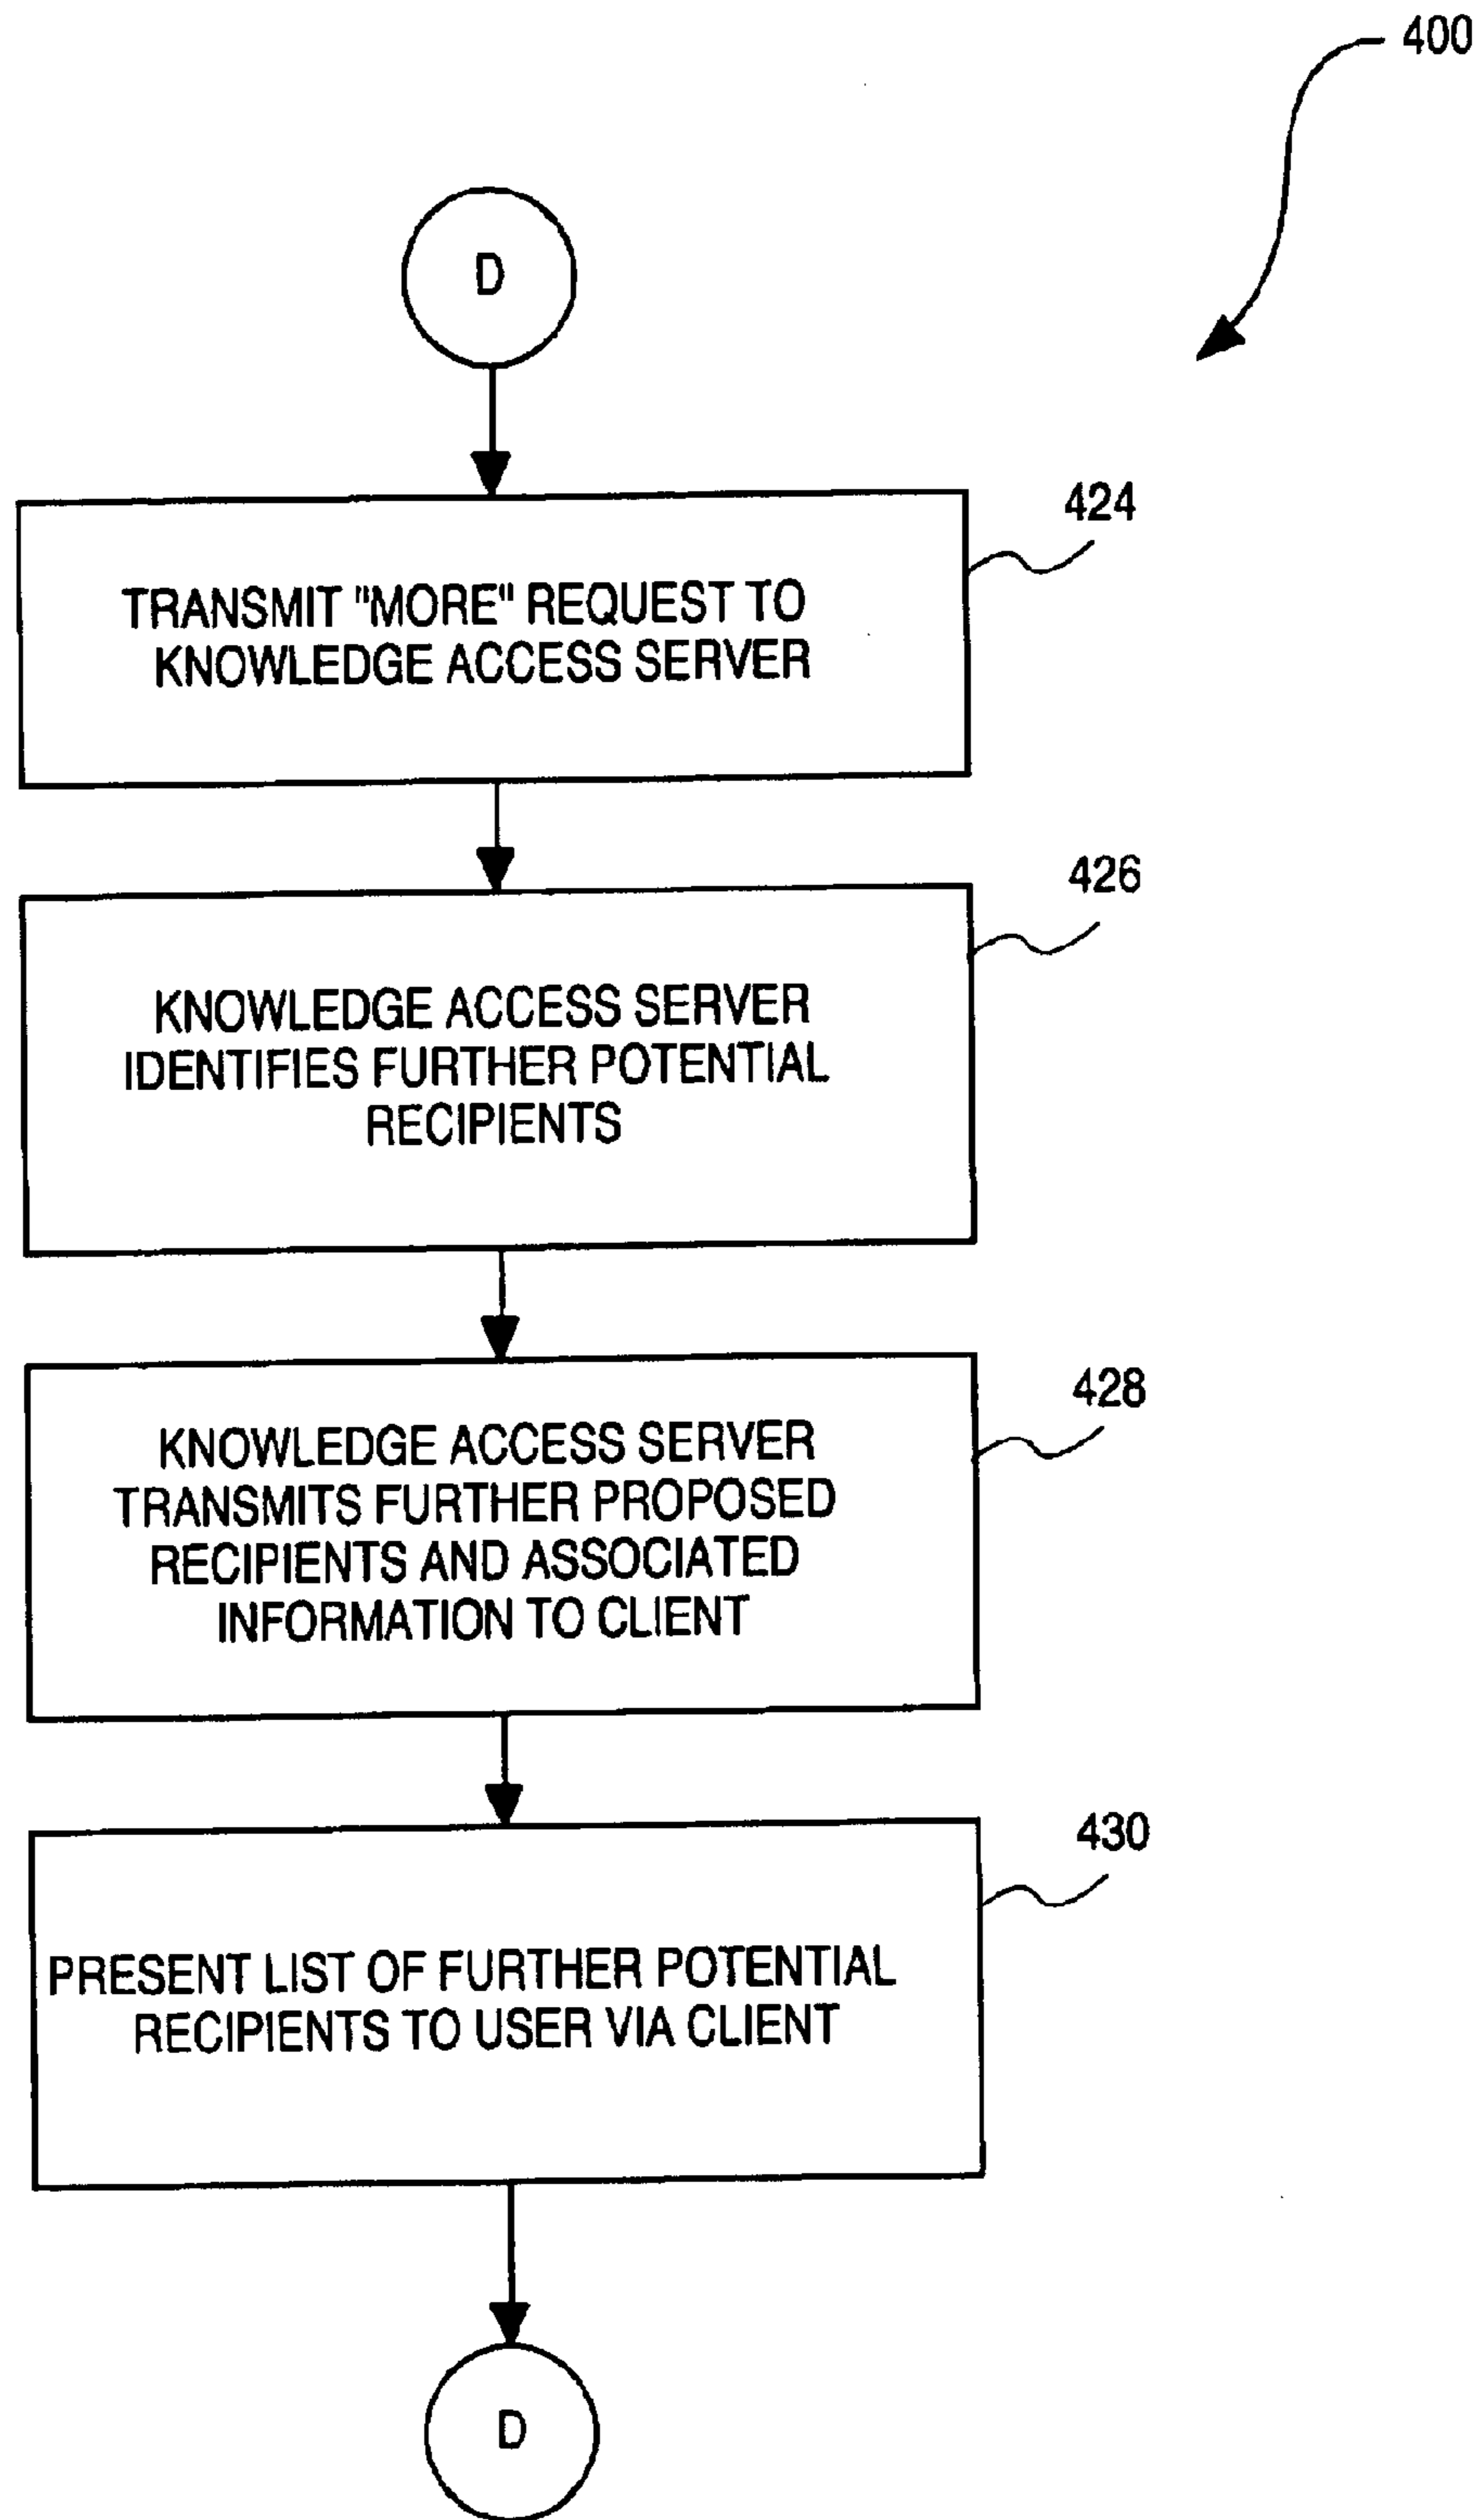 400
D
424
TRANSMIT "MORE" REQUEST TO
KNOWLEDGE ACCESS SERVER
426
KNOWLEDGE ACCESS SERVER
IDENTIFIES FURTHER POTENTIAL
RECIPIENTS
428
KNOWLEDGE ACCESS SERVER
TRANSMITS FURTHER PROPOSED
RECIPIENTS AND ASSOCIATED
INFORMATION TO CLIENT
430
PRESENT LIST OF FURTHER POTENTIAL
RECIPIENTS TO USER VIA CLIENT
D